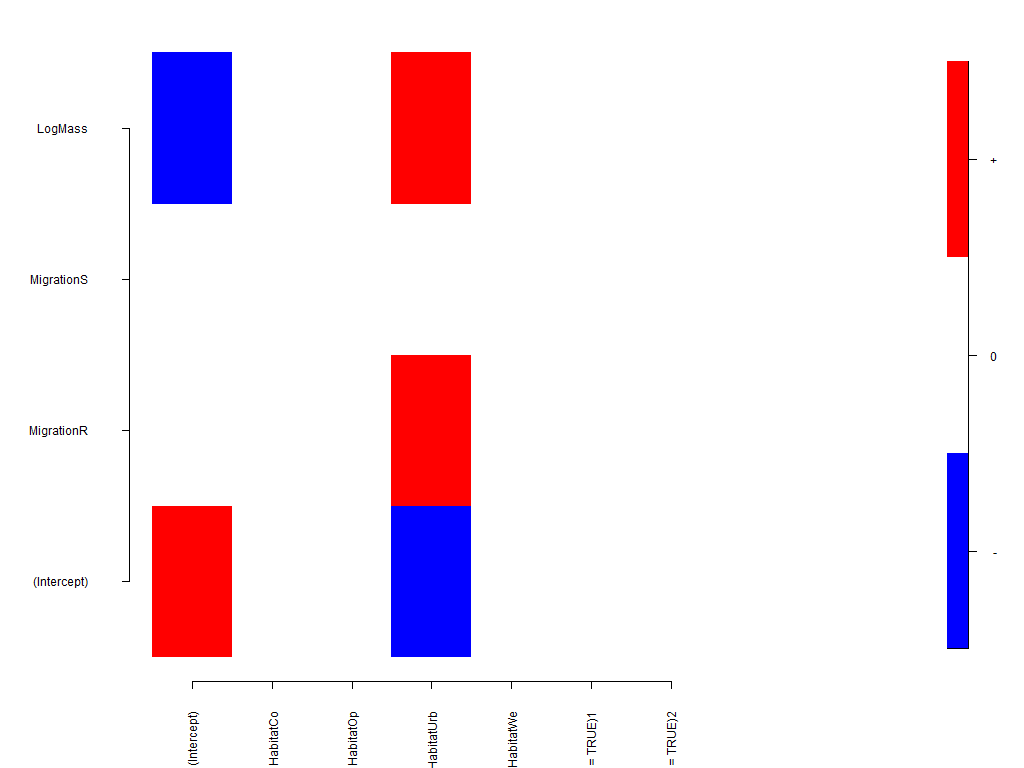 LogMass
MigrationS
MigrationR
(Intercept)
(Intercept)
HabitatCo
HabitatOp
HabitatUrb
HabitatWe
= TRUE)1
= TRUE)2
+
0
-